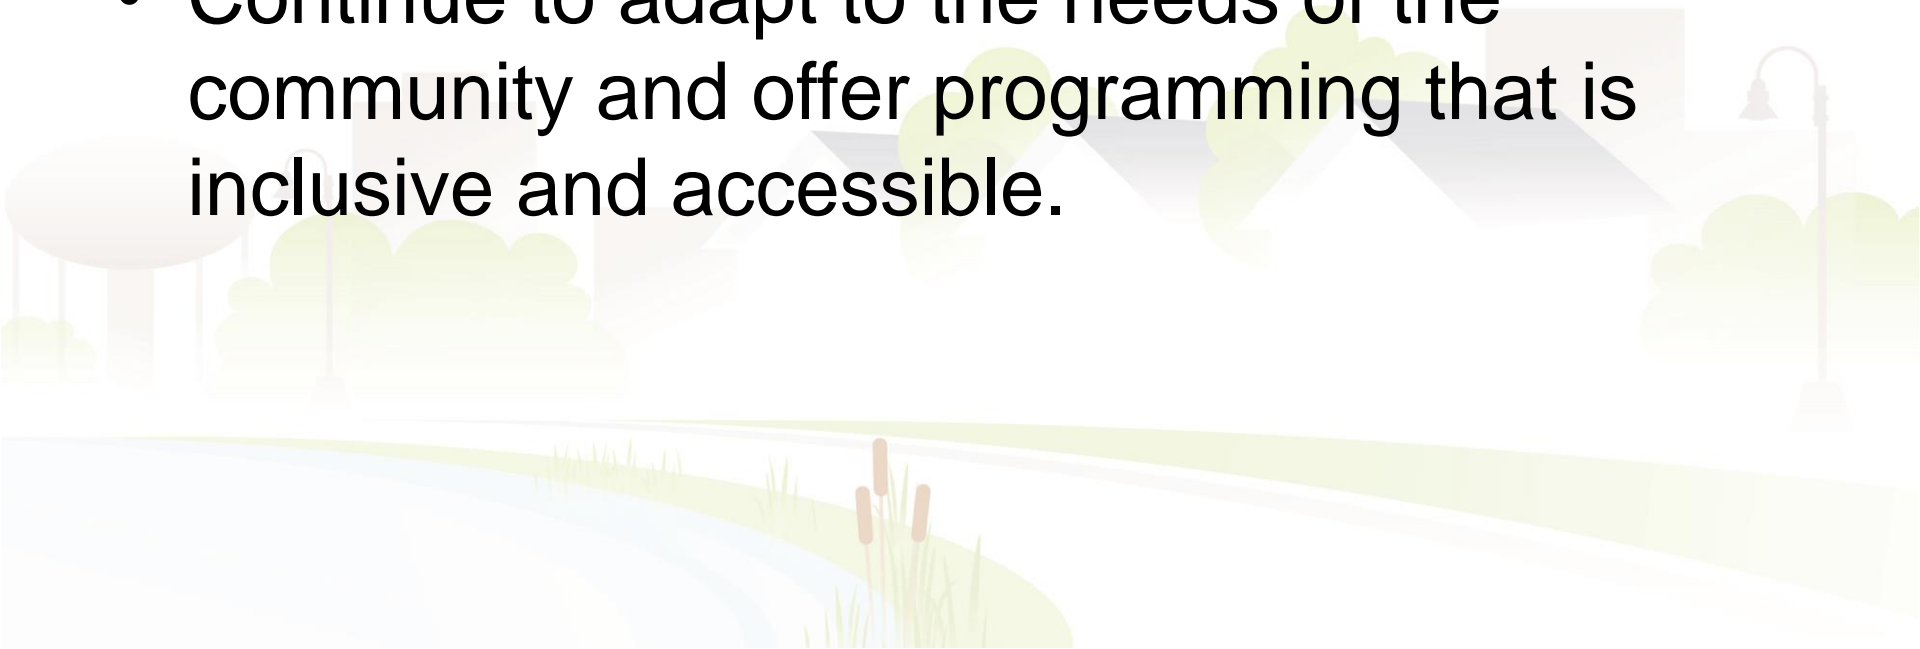 • Continue to adapt to the needs of the
community and offer programming that is
inclusive and accessible.